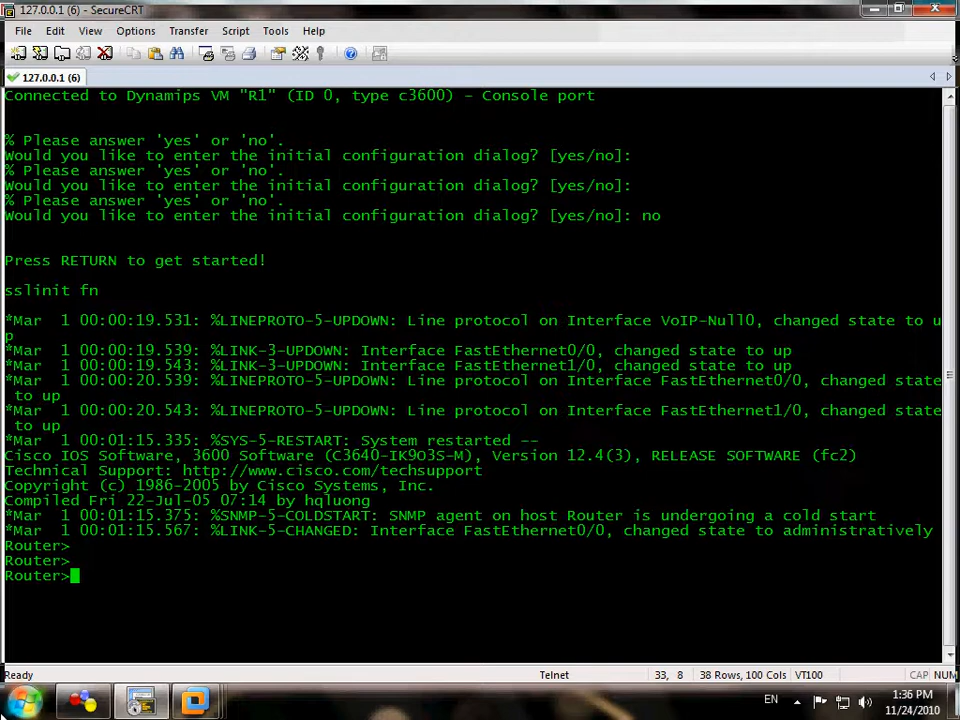 127.0.0.1 (6) - SecureCRT
File Edit View Options Transfer Script Tools Help
127.0.0.1 (6)
Connected to Dynamips VM "R1" (ID 0, type c3600) - Console port
% Please answer 'yes' or 'no'.
Would you like to enter the initial configuration dialog? [yes/no]:
% Please answer 'yes' or 'no'.
Would you like to enter the initial configuration dialog? [yes/no]:
% Please answer 'yes' or 'no'.
Would you like to enter the initial configuration dialog? [yes/no]: no
Press RETURN to get started!
sslinit fn
*Mar  1 00:00:19.531: %LINEPROTO-5-UPDOWN: Line protocol on Interface VoIP-Null0, changed state to u
p
*Mar  1 00:00:19.539: %LINK-3-UPDOWN: Interface FastEthernet0/0, changed state to up
*Mar  1 00:00:19.543: %LINK-3-UPDOWN: Interface FastEthernet1/0, changed state to up
*Mar  1 00:00:20.539: %LINEPROTO-5-UPDOWN: Line protocol on Interface FastEthernet0/0, changed state
 to up
*Mar  1 00:00:20.543: %LINEPROTO-5-UPDOWN: Line protocol on Interface FastEthernet1/0, changed state
 to up
*Mar  1 00:01:15.335: %SYS-5-RESTART: System restarted --
Cisco IOS Software, 3600 Software (C3640-IK9O3S-M), Version 12.4(3), RELEASE SOFTWARE (fc2)
Technical Support: http://www.cisco.com/techsupport
Copyright (c) 1986-2005 by Cisco Systems, Inc.
Compiled Fri 22-Jul-05 07:14 by hqluong
*Mar  1 00:01:15.375: %SNMP-5-COLDSTART: SNMP agent on host Router is undergoing a cold start
*Mar  1 00:01:15.567: %LINK-5-CHANGED: Interface FastEthernet0/0, changed state to administratively
Router>
Router>
Router>
Ready Telnet 33, 8 38 Rows, 100 Cols VT100 CAP NUM
EN 1:36 PM
11/24/2010